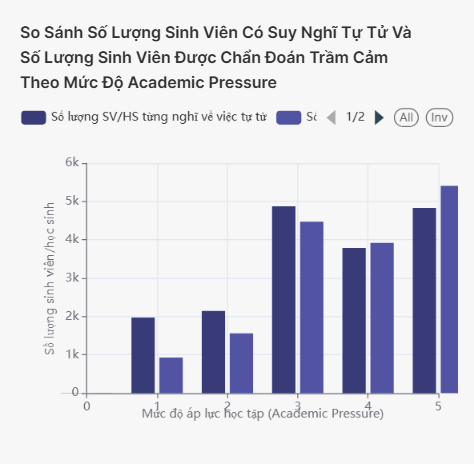 So Sánh Số Lượng Sinh Viên Có Suy Nghĩ Tự Tử Và
Số Lượng Sinh Viên Được Chẩn Đoán Trầm Cảm
Theo Mức Độ Academic Pressure
Số lượng SV/HS từng nghĩ về việc tự tử Số 1/2 All Inv
6k
5k
4k
3k
2k
1k
0
Số lượng sinh viên/học sinh
0 1 2 3 4 5
Mức độ áp lực học tập (Academic Pressure)